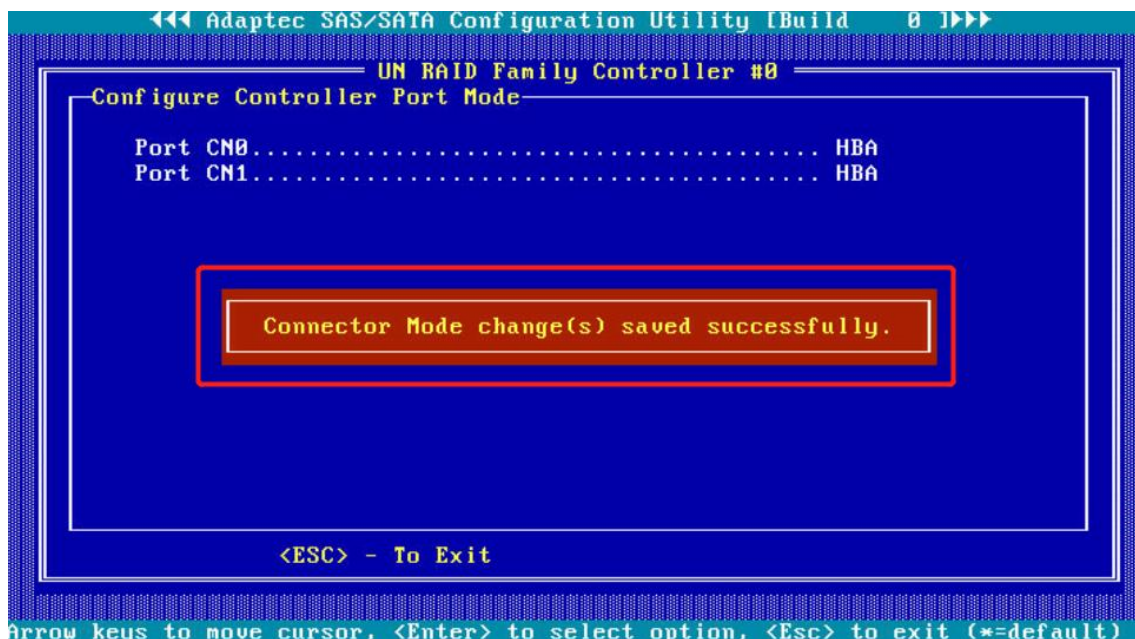 Adaptec SAS/SATA Configuration Utility [Build 0 ]
UN RAID Family Controller #0
Configure Controller Port Mode
Port CN0........................................ HBA
Port CN1........................................ HBA
Connector Mode change(s) saved successfully.
<ESC> - To Exit
Arrow keys to move cursor, <Enter> to select option, <Esc> to exit (*=default)